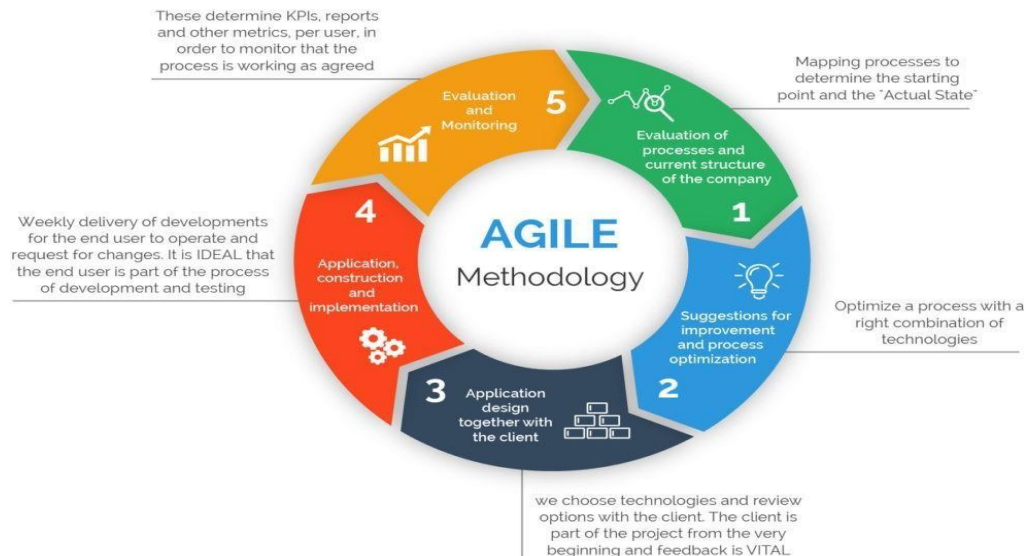 AGILE
Methodology
1
Evaluation of
processes and
current structure
of the company
Mapping processes to
determine the starting
point and the "Actual State"
2
Suggestions for
improvement
and process
optimization
Optimize a process with a
right combination of
technologies
3
Application
design
together with
the client
we choose technologies and review
options with the client. The client is
part of the project from the very
beginning and feedback is VITAL
4
Application,
construction
and
implementation
Weekly delivery of developments
for the end user to operate and
request for changes. It is IDEAL that
the end user is part of the process
of development and testing
5
Evaluation
and
Monitoring
These determine KPIs, reports
and other metrics, per user, in
order to monitor that the
process is working as agreed